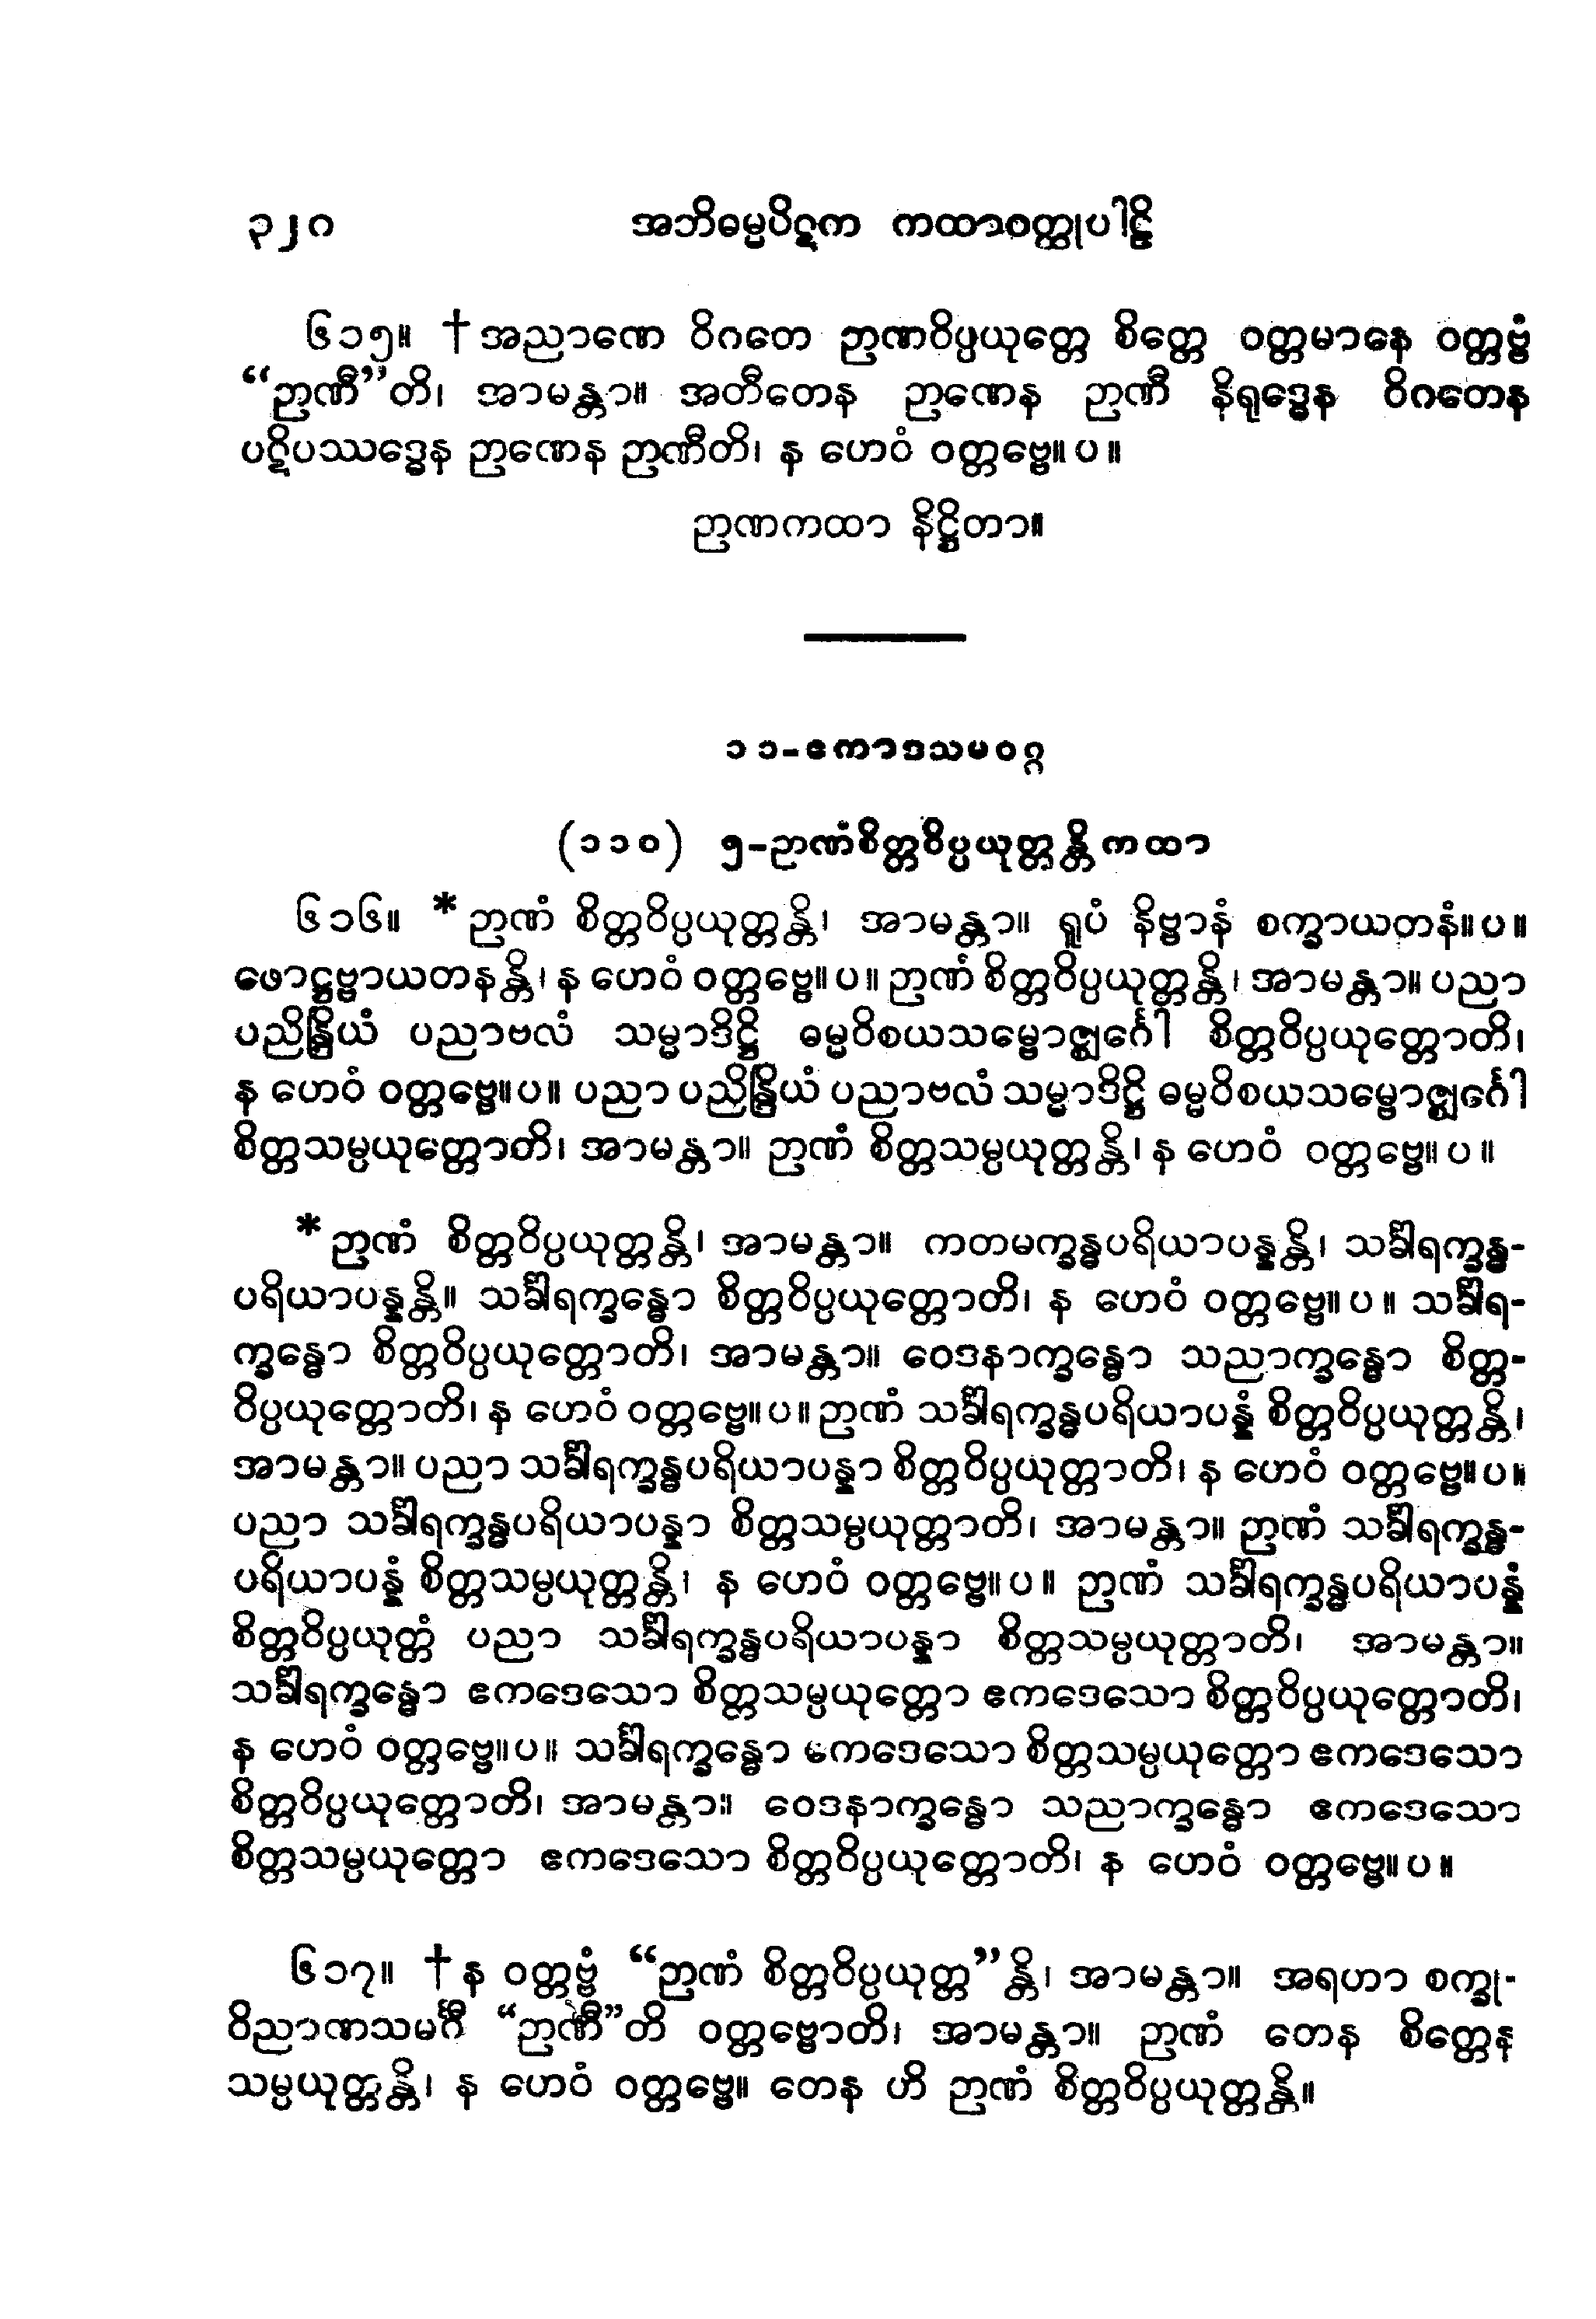 ၃၂၀ အဘိဓမ္မပိဋက ကထာဝတ္ထုပါဠိ
၆၁၅။ †အညာဏေ ဝိဂတေ ဉာဏဝိပ္ပယုတ္တေ စိတ္တေ ဝတ္တမာနေ ဝတ္တဗ္ဗံ
“ဉာဏီ”တိ၊ အာမန္တာ။ အတီတေန ဉာဏေန ဉာဏီ နိရုဒ္ဓေန ဝိဂတေန
ပဋိပဿဒ္ဓေန ဉာဏေန ဉာဏီတိ၊ န ဟေဝံ ဝတ္တဗ္ဗေ။ပ။
ဉာဏကထာ နိဋ္ဌိတာ။
၁၁-ဧကာဒသမဝဂ္ဂ
(၁၁၀) ၅-ဉာဏံစိတ္တဝိပ္ပယုတ္တန္တိကထာ
၆၁၆။ *ဉာဏံ စိတ္တဝိပ္ပယုတ္တန္တိ၊ အာမန္တာ။ ရူပံ နိဗ္ဗာနံ စက္ခာယတနံ။ပ။
ဖောဋ္ဌဗ္ဗာယတနန္တိ၊ န ဟေဝံ ဝတ္တဗ္ဗေ။ပ။ ဉာဏံ စိတ္တဝိပ္ပယုတ္တန္တိ၊ အာမန္တာ။ ပညာ
ပညိန္ဒြိယံ ပညာဗလံ သမ္မာဒိဋ္ဌိ ဓမ္မဝိစယသမ္ဗောဇ္ဈင်္ဂေါ စိတ္တဝိပ္ပယုတ္တောတိ၊
န ဟေဝံ ဝတ္တဗ္ဗေ။ပ။ ပညာ ပညိန္ဒြိယံ ပညာဗလံ သမ္မာဒိဋ္ဌိ ဓမ္မဝိစယသမ္ဗောဇ္ဈင်္ဂေါ
စိတ္တသမ္ပယုတ္တောတိ၊ အာမန္တာ။ ဉာဏံ စိတ္တသမ္ပယုတ္တန္တိ၊ န ဟေဝံ ဝတ္တဗ္ဗေ။ပ။
*ဉာဏံ စိတ္တဝိပ္ပယုတ္တန္တိ၊ အာမန္တာ။ ကတမက္ခန္ဓပရိယာပန္နန္တိ၊ သင်္ခါရက္ခန္ဓ-
ပရိယာပန္နန္တိ။ သင်္ခါရက္ခန္ဓော စိတ္တဝိပ္ပယုတ္တောတိ၊ န ဟေဝံ ဝတ္တဗ္ဗေ။ပ။ သင်္ခါရ-
က္ခန္ဓော စိတ္တဝိပ္ပယုတ္တောတိ၊ အာမန္တာ။ ဝေဒနာက္ခန္ဓော သညာက္ခန္ဓော စိတ္တ-
ဝိပ္ပယုတ္တောတိ၊ န ဟေဝံ ဝတ္တဗ္ဗေ။ပ။ ဉာဏံ သင်္ခါရက္ခန္ဓပရိယာပန္နံ စိတ္တဝိပ္ပယုတ္တန္တိ၊
အာမန္တာ။ ပညာ သင်္ခါရက္ခန္ဓပရိယာပန္နာ စိတ္တဝိပ္ပယုတ္တာတိ၊ န ဟေဝံ ဝတ္တဗ္ဗေ။ပ။
ပညာ သင်္ခါရက္ခန္ဓပရိယာပန္နာ စိတ္တသမ္ပယုတ္တာတိ၊ အာမန္တာ။ ဉာဏံ သင်္ခါရက္ခန္ဓ-
ပရိယာပန္နံ စိတ္တသမ္ပယုတ္တန္တိ၊ န ဟေဝံ ဝတ္တဗ္ဗေ။ပ။ ဉာဏံ သင်္ခါရက္ခန္ဓပရိယာပန္နံ
စိတ္တဝိပ္ပယုတ္တံ ပညာ သင်္ခါရက္ခန္ဓပရိယာပန္နာ စိတ္တသမ္ပယုတ္တာတိ၊ အာမန္တာ။
သင်္ခါရက္ခန္ဓော ဧကဒေသော စိတ္တသမ္ပယုတ္တော ဧကဒေသော စိတ္တဝိပ္ပယုတ္တောတိ၊
န ဟေဝံ ဝတ္တဗ္ဗေ။ပ။ သင်္ခါရက္ခန္ဓော ဧကဒေသော စိတ္တသမ္ပယုတ္တော ဧကဒေသော
စိတ္တဝိပ္ပယုတ္တောတိ၊ အာမန္တာ။ ဝေဒနာက္ခန္ဓော သညာက္ခန္ဓော ဧကဒေသော
စိတ္တသမ္ပယုတ္တော ဧကဒေသော စိတ္တဝိပ္ပယုတ္တောတိ၊ န ဟေဝံ ဝတ္တဗ္ဗေ။ပ။
၆၁၇။ †န ဝတ္တဗ္ဗံ “ဉာဏံ စိတ္တဝိပ္ပယုတ္တ”န္တိ၊ အာမန္တာ။ အရဟာ စက္ခု-
ဝိညာဏသမင်္ဂီ “ဉာဏီ”တိ ဝတ္တဗ္ဗောတိ၊ အာမန္တာ။ ဉာဏံ တေန စိတ္တေန
သမ္ပယုတ္တန္တိ၊ န ဟေဝံ ဝတ္တဗ္ဗေ။ တေန ဟိ ဉာဏံ စိတ္တဝိပ္ပယုတ္တန္တိ။